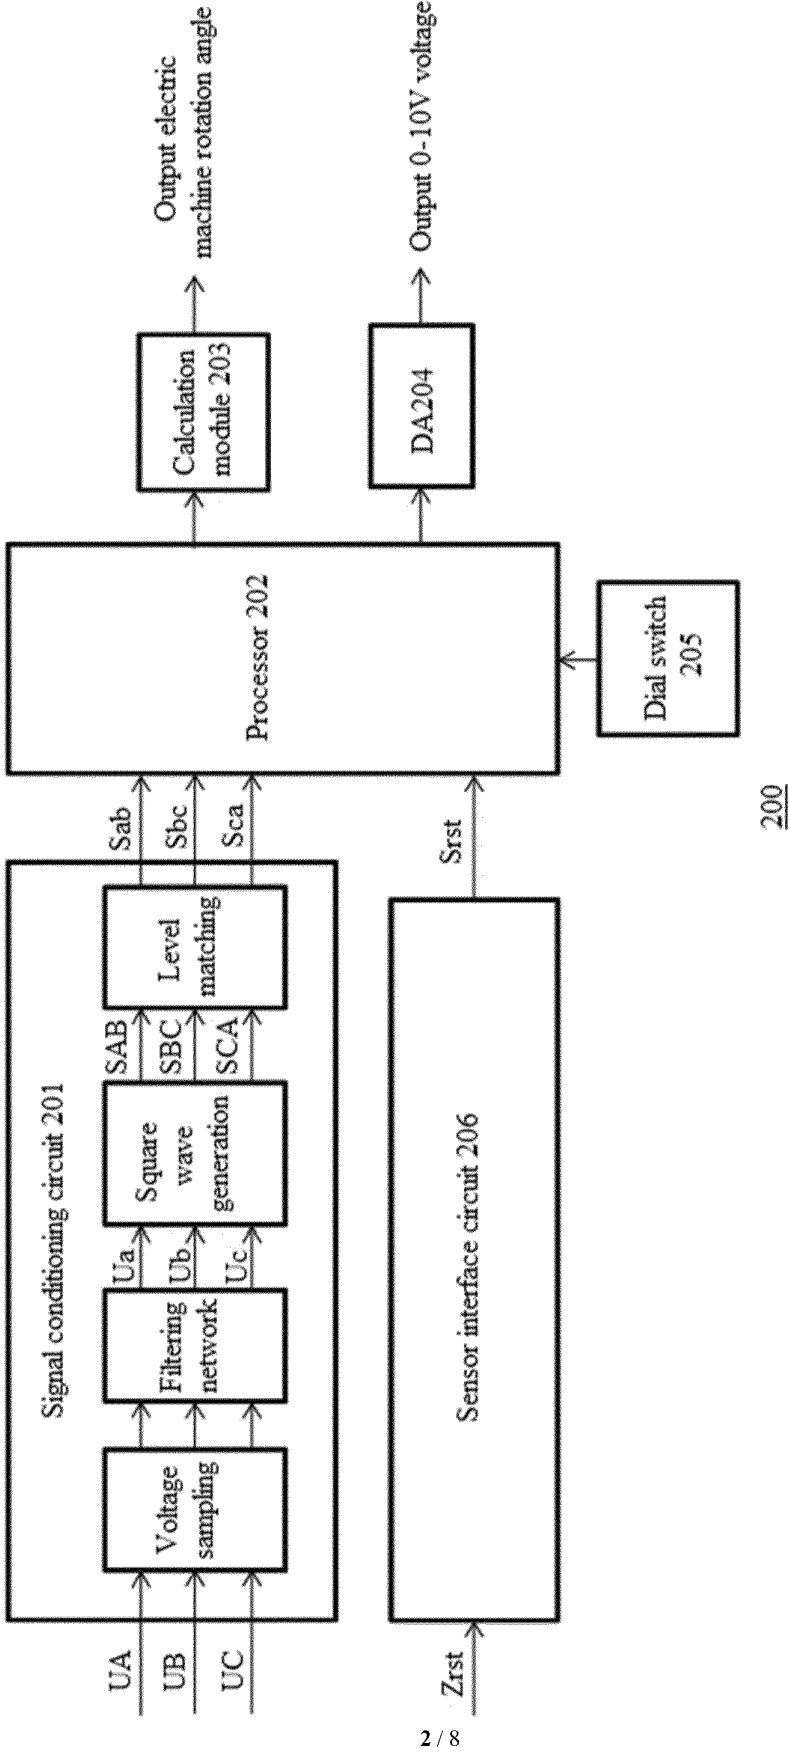 Signal conditioning circuit 201
UA
UB
UC
Voltage
sampling
Filtering
network
Ua
Ub
Uc
Square
wave
generation
SAB
SBC
SCA
Level
matching
Sab
Sbc
Sca
Processor 202
Calculation
module 203
Output electric
machine rotation angle
DA204
Output 0-10V voltage
Zrst
Sensor interface circuit 206
Srst
Dial switch
205
200
2 / 8